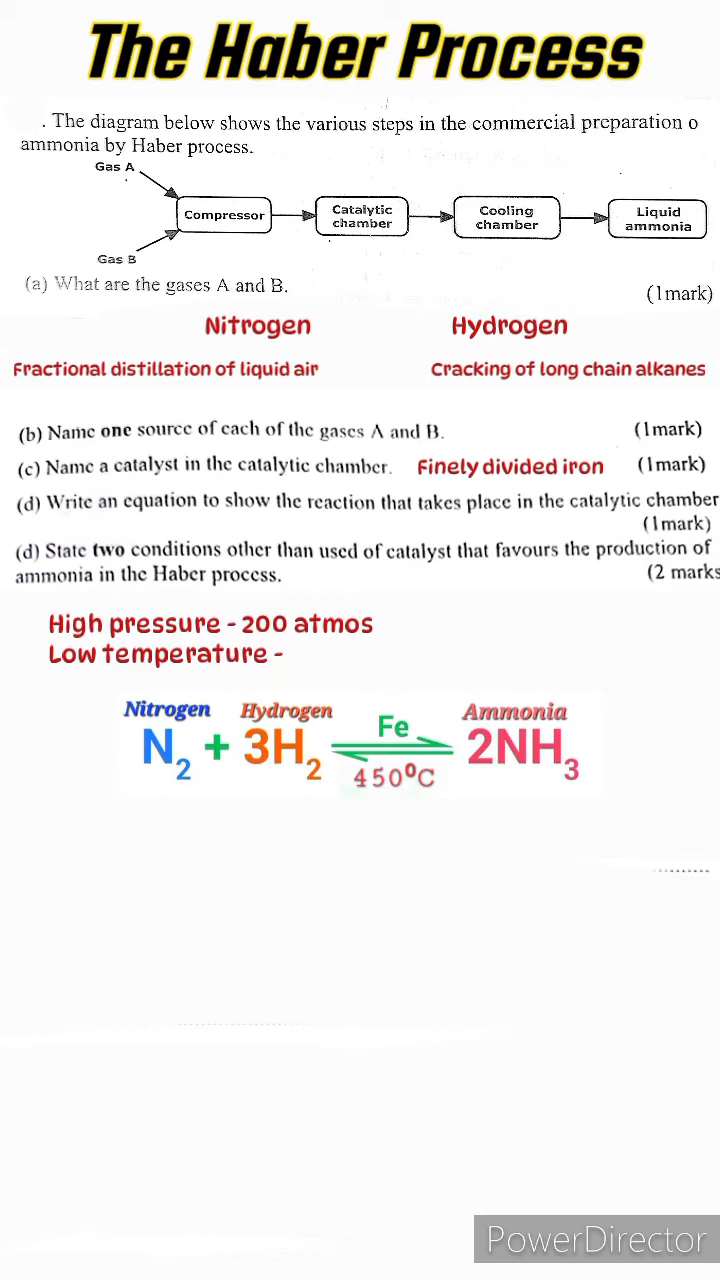 The Haber Process
. The diagram below shows the various steps in the commercial preparation o
ammonia by Haber process.
Gas A
Compressor
Catalytic
chamber
Cooling
chamber
Liquid
ammonia
Gas B
(a) What are the gases A and B.
(1mark)
Nitrogen Hydrogen
Fractional distillation of liquid air Cracking of long chain alkanes
(b) Name one source of each of the gases A and B. (1mark)
(c) Name a catalyst in the catalytic chamber. Finely divided iron (1mark)
(d) Write an equation to show the reaction that takes place in the catalytic chamber
(1mark)
(d) State two conditions other than used of catalyst that favours the production of
ammonia in the Haber process. (2 marks
High pressure - 200 atmos
Low temperature -
Nitrogen Hydrogen Fe Ammonia
N₂ + 3H₂ ⇌ 2NH₃
450⁰C
PowerDirector